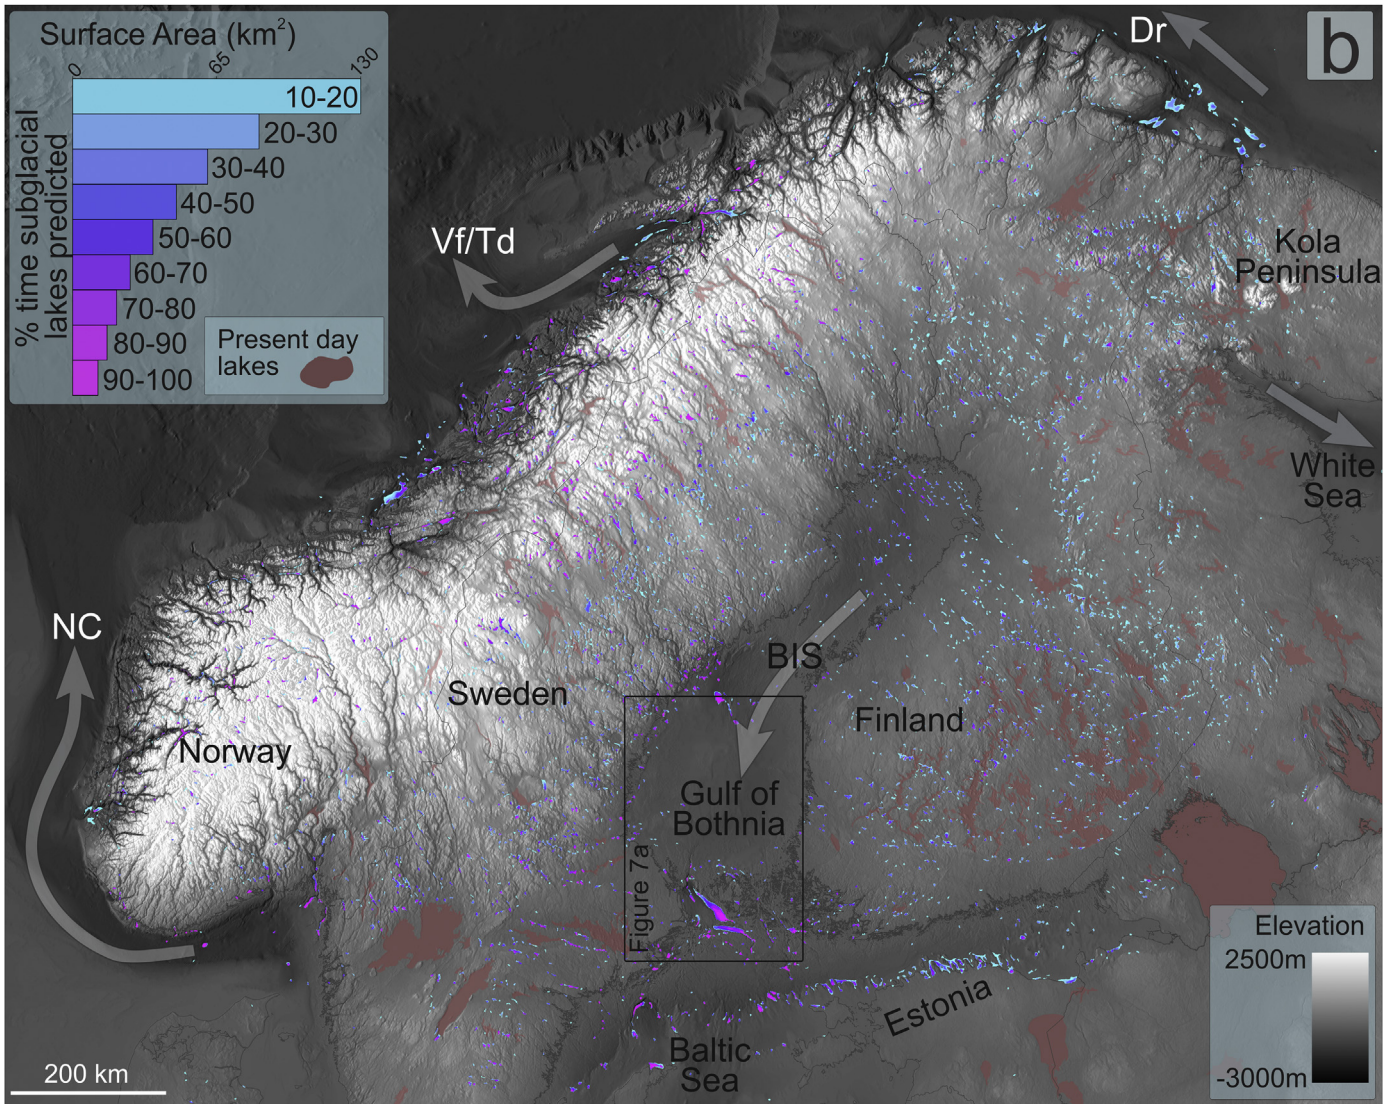 Surface Area (km²)
0 65 130
% time subglacial
lakes predicted
10-20
20-30
30-40
40-50
50-60
60-70
70-80
80-90
90-100
Present day
lakes
Dr
b
Vf/Td
Kola
Peninsula
White
Sea
NC
BIS
Sweden
Finland
Norway
Gulf of
Bothnia
Figure 7a
Estonia
Baltic
Sea
Elevation
2500m
-3000m
200 km